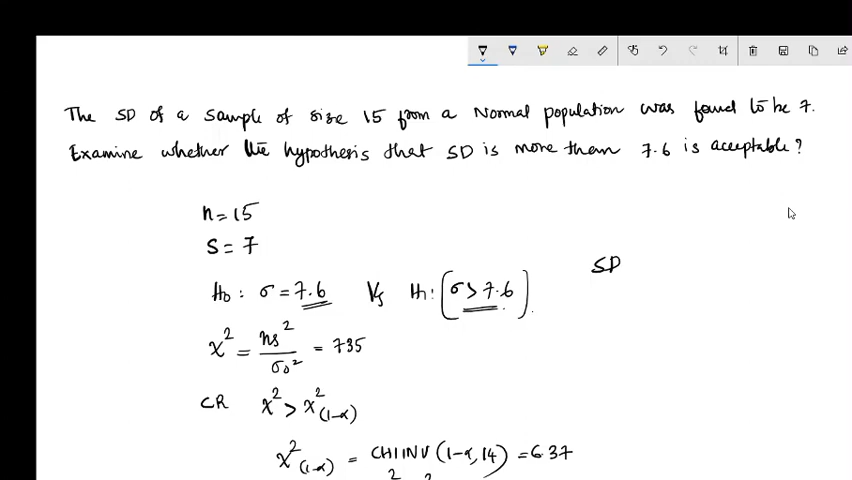 The SD of a sample of size 15 from a Normal population was found to be 7.
Examine whether the hypothesis that SD is more than 7.6 is acceptable?
n=15
S=7
SD
H₀: σ = 7.6 Vs H₁: (σ > 7.6).
χ² = ns²/σ₀² = 735
CR χ² > χ²(1-α)
χ²(1-α) = CHIINV (1-α, 14) = 6.37